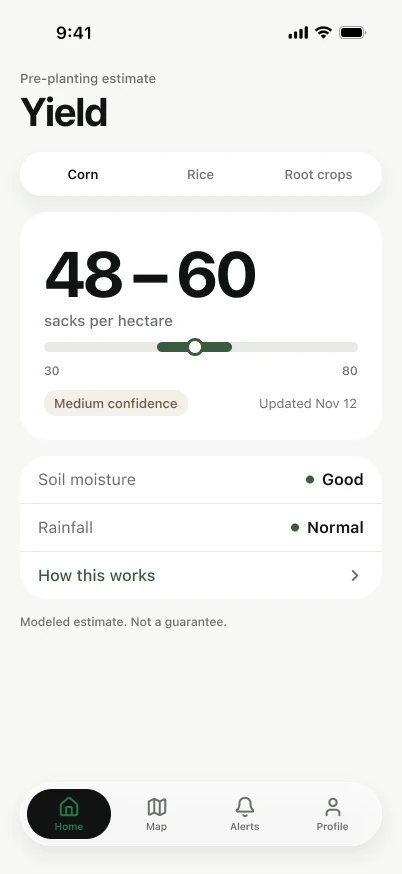 9:41
Pre-planting estimate
Yield
Corn Rice Root crops
48 – 60
sacks per hectare
30 80
Medium confidence Updated Nov 12
Soil moisture Good
Rainfall Normal
How this works
Modeled estimate. Not a guarantee.
Home Map Alerts Profile